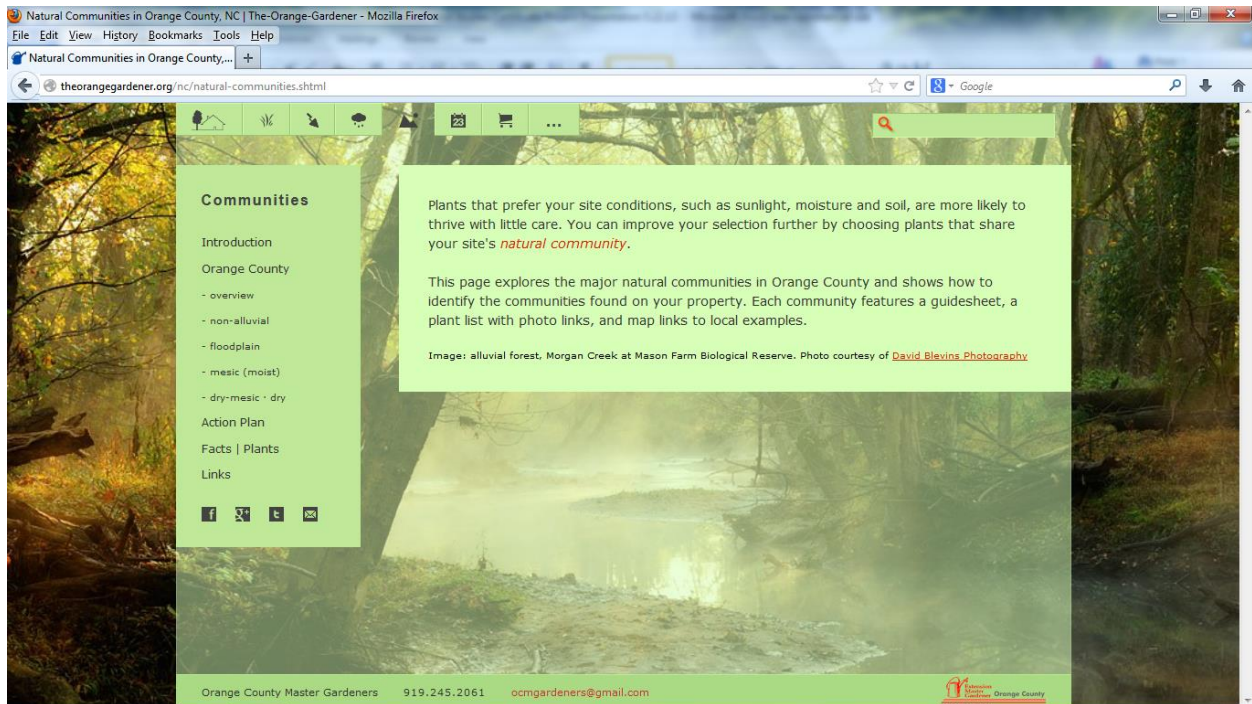 Natural Communities in Orange County, NC | The-Orange-Gardener - Mozilla Firefox
File Edit View History Bookmarks Tools Help
Natural Communities in Orange County,... +
theorangegardener.org/nc/natural-communities.shtml
Google
23
...
Communities
Introduction
Orange County
- overview
- non-alluvial
- floodplain
- mesic (moist)
- dry-mesic · dry
Action Plan
Facts | Plants
Links
Plants that prefer your site conditions, such as sunlight, moisture and soil, are more likely to
thrive with little care. You can improve your selection further by choosing plants that share
your site's natural community.
This page explores the major natural communities in Orange County and shows how to
identify the communities found on your property. Each community features a guidesheet, a
plant list with photo links, and map links to local examples.
Image: alluvial forest, Morgan Creek at Mason Farm Biological Reserve. Photo courtesy of David Blevins Photography
Orange County Master Gardeners 919.245.2061 ocmgardeners@gmail.com
Extension
Master
Gardener Orange County